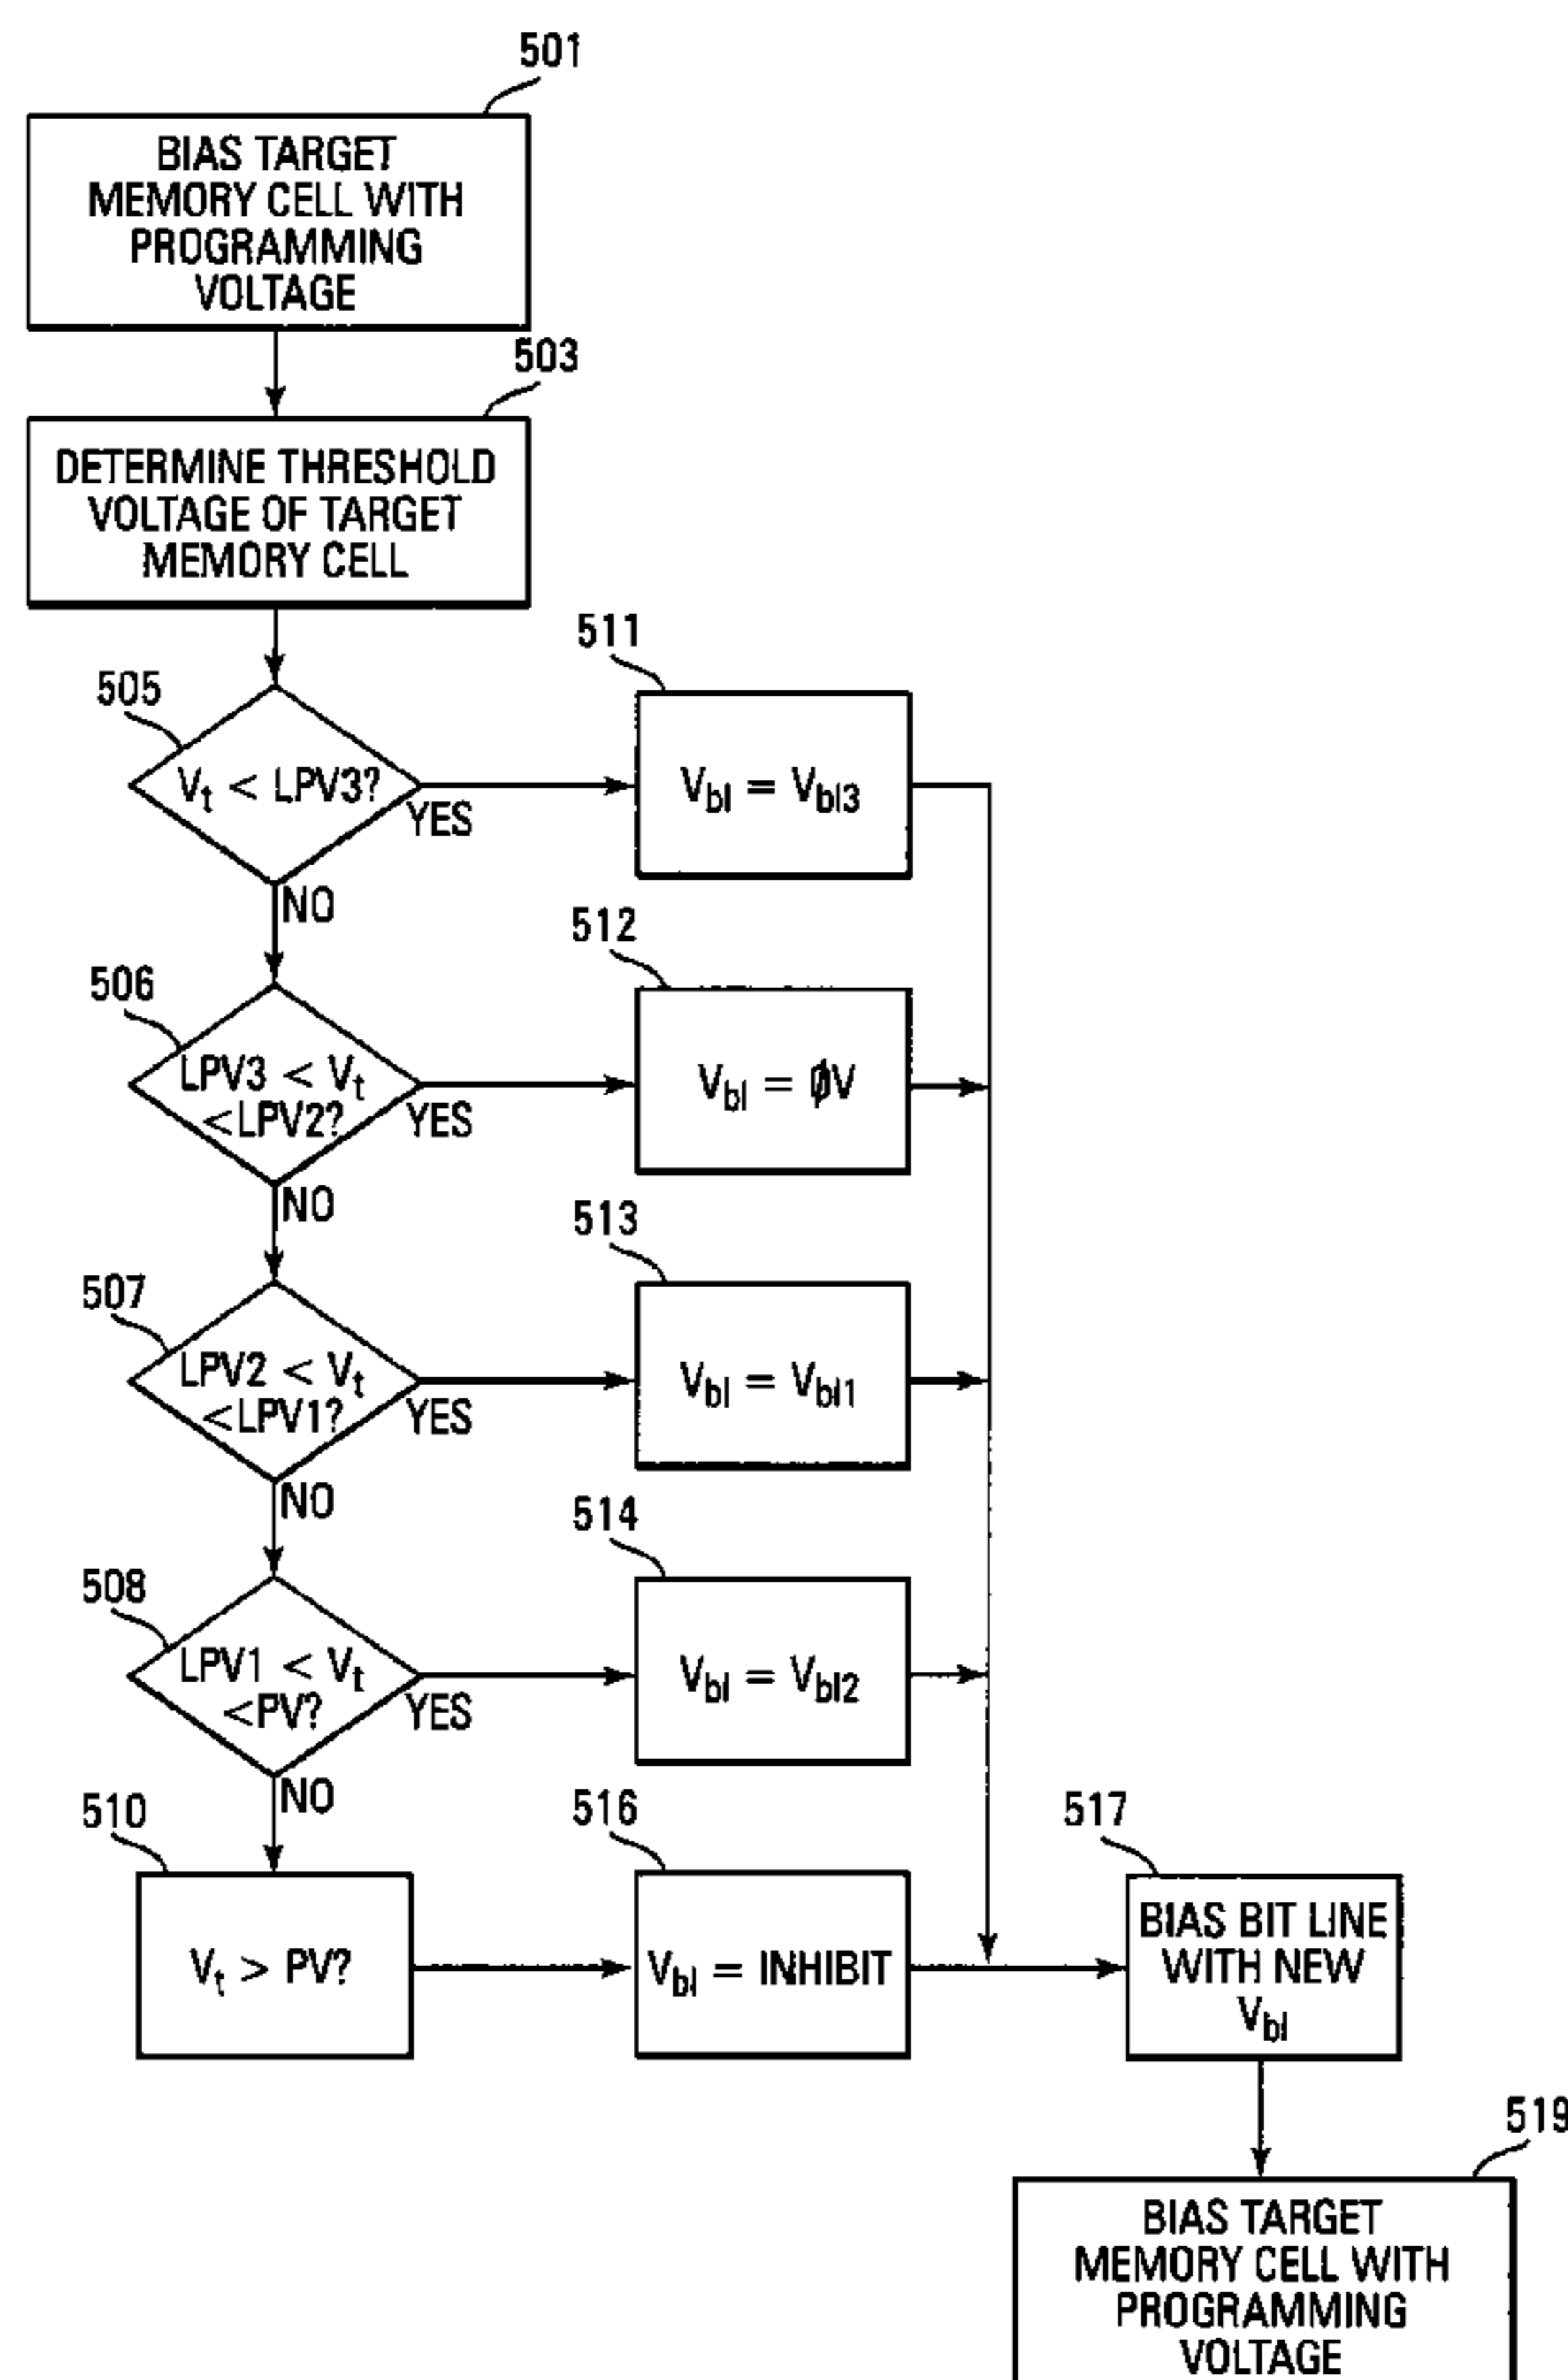 501
BIAS TARGET
MEMORY CELL WITH
PROGRAMMING
VOLTAGE
503
DETERMINE THRESHOLD
VOLTAGE OF TARGET
MEMORY CELL
505
Vt < LPV3?
YES
NO
511
Vbl = Vbl3
506
LPV3 < Vt
<LPV2?
YES
NO
512
Vbl = 0V
507
LPV2 < Vt
<LPV1?
YES
NO
513
Vbl = Vbl1
508
LPV1 < Vt
<PV?
YES
NO
514
Vbl = Vbl2
510
Vt > PV?
516
Vbl = INHIBIT
517
BIAS BIT LINE
WITH NEW
Vbl
519
BIAS TARGET
MEMORY CELL WITH
PROGRAMMING
VOLTAGE